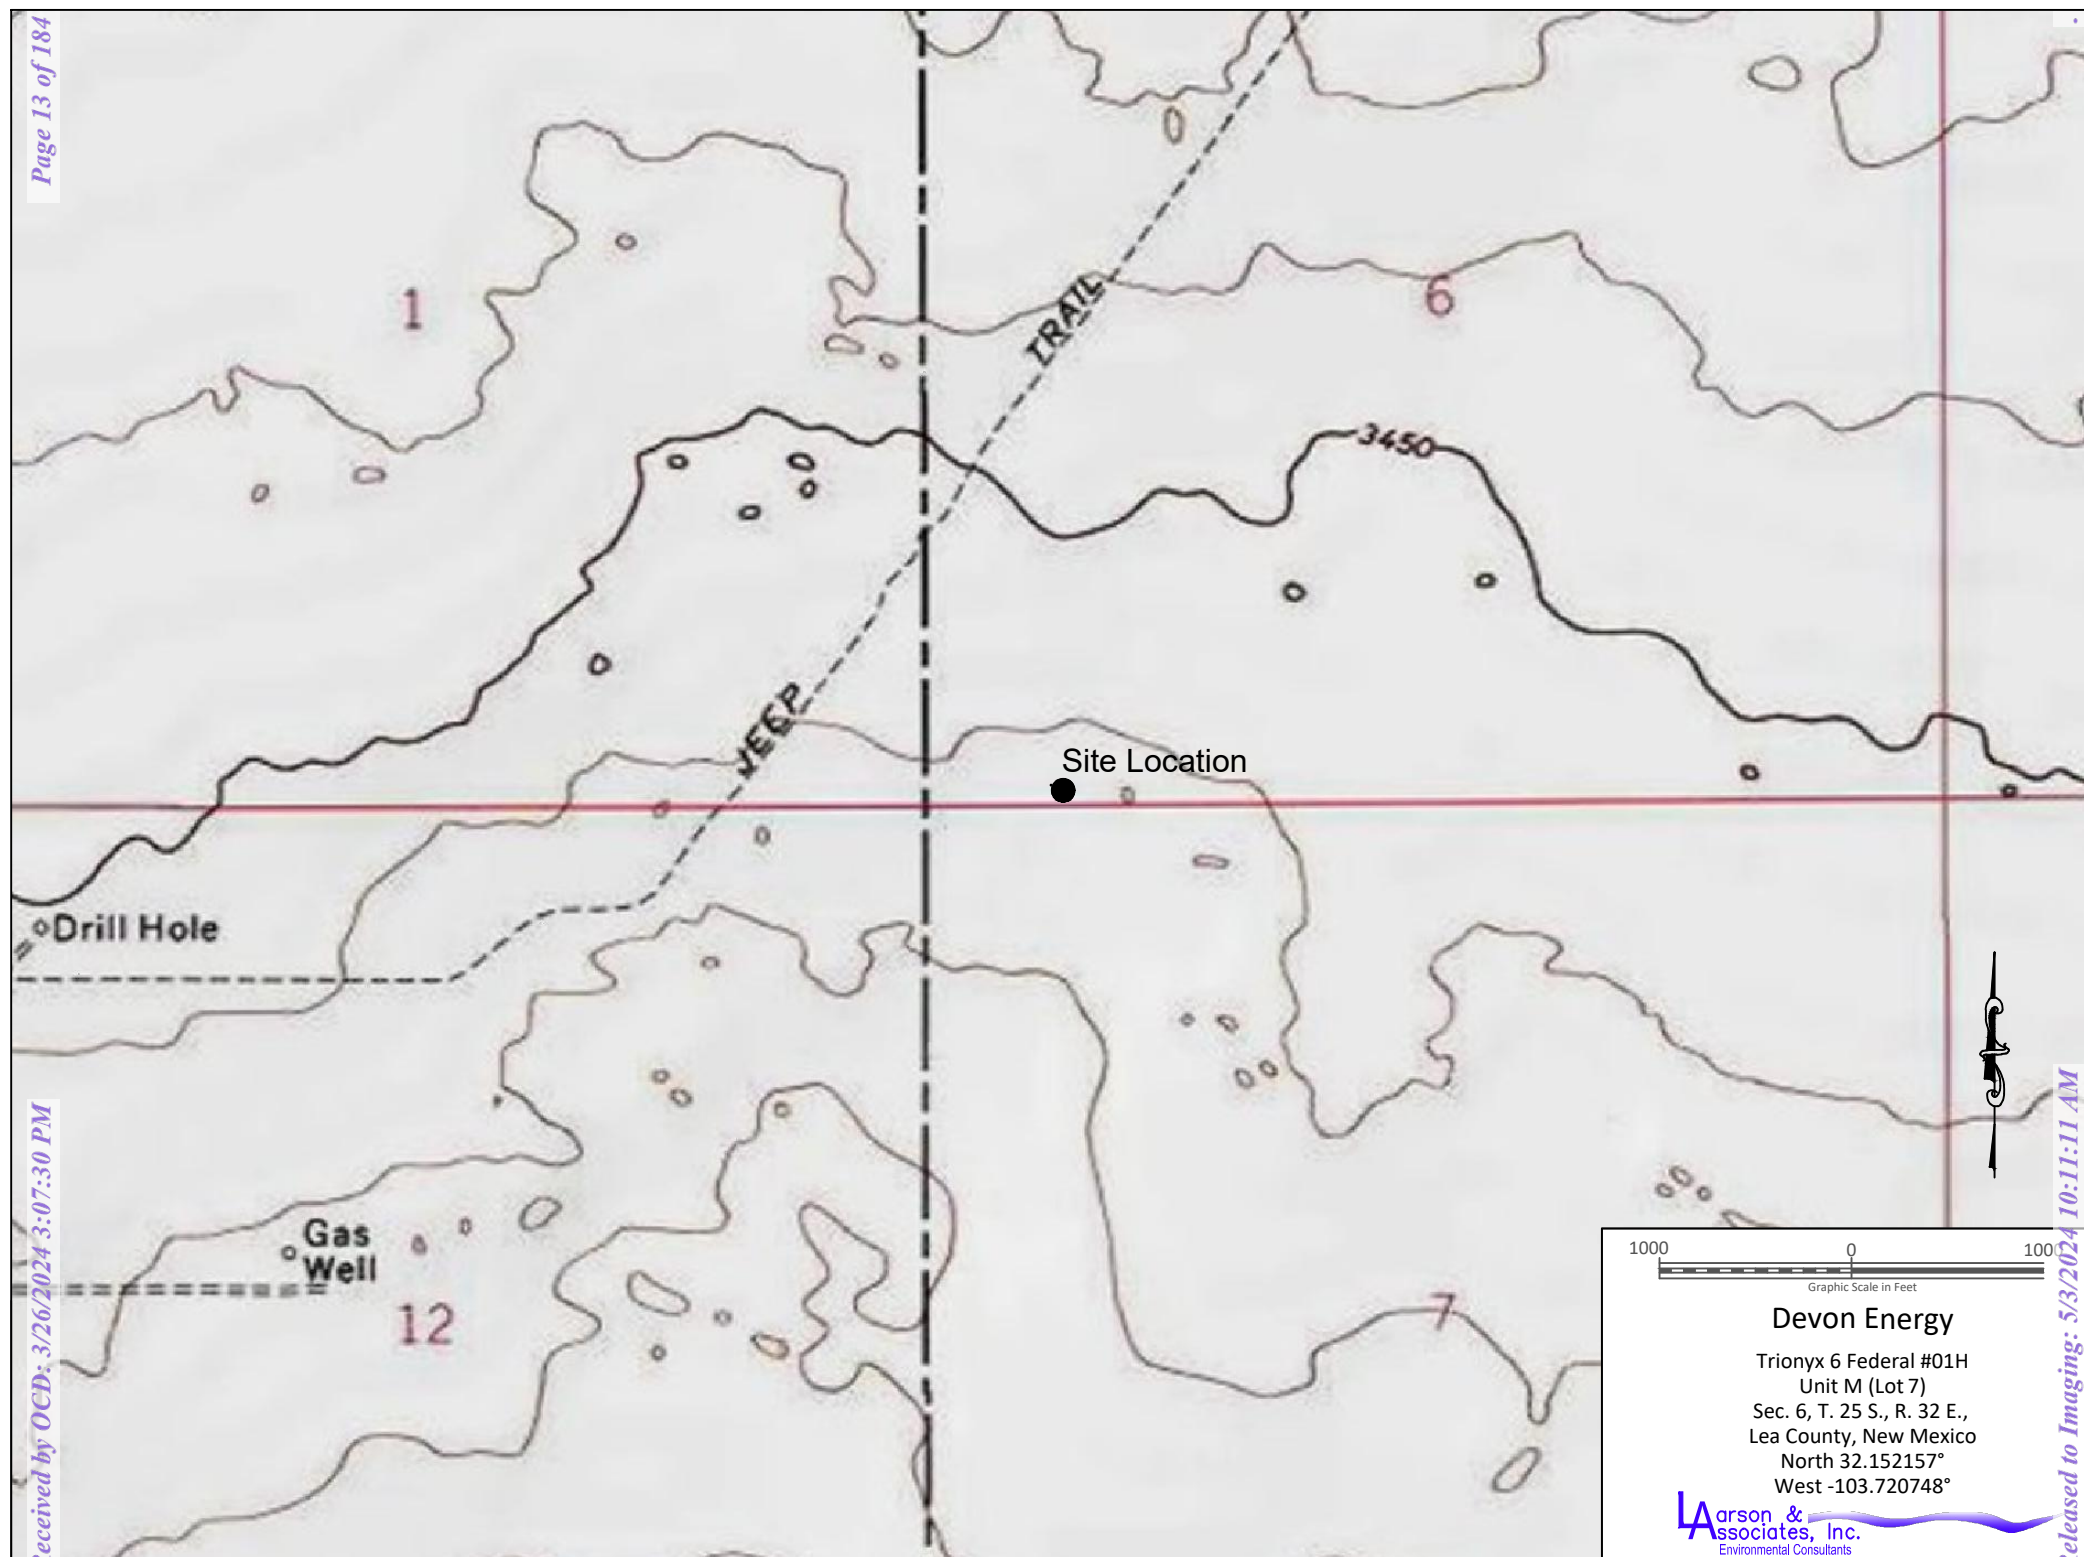 Page 13 of 184
1
6
TRAIL
3450
JEEP
Site Location
Drill Hole
Gas
Well
12
7
1000 0 1000
Graphic Scale in Feet
Devon Energy
Trionyx 6 Federal #01H
Unit M (Lot 7)
Sec. 6, T. 25 S., R. 32 E.,
Lea County, New Mexico
North 32.152157°
West -103.720748°
Larson &
Associates, Inc.
Environmental Consultants
Received by OCD: 3/26/2024 3:07:30 PM
Released to Imaging: 5/3/2024 10:11:11 AM